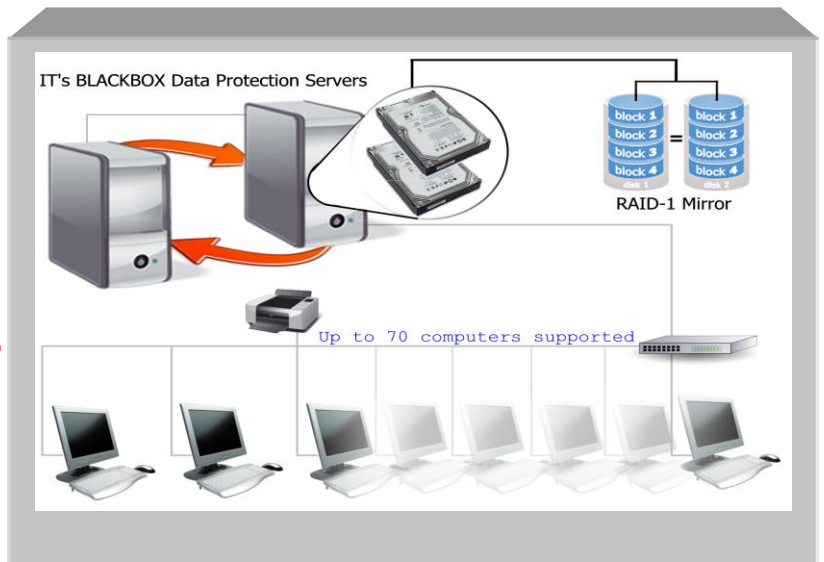 IT's BLACKBOX Data Protection Servers
block 1 block 1
block 2 = block 2
block 3 block 3
block 4 block 4
disk 1 disk 2
RAID-1 Mirror
Up to 70 computers supported